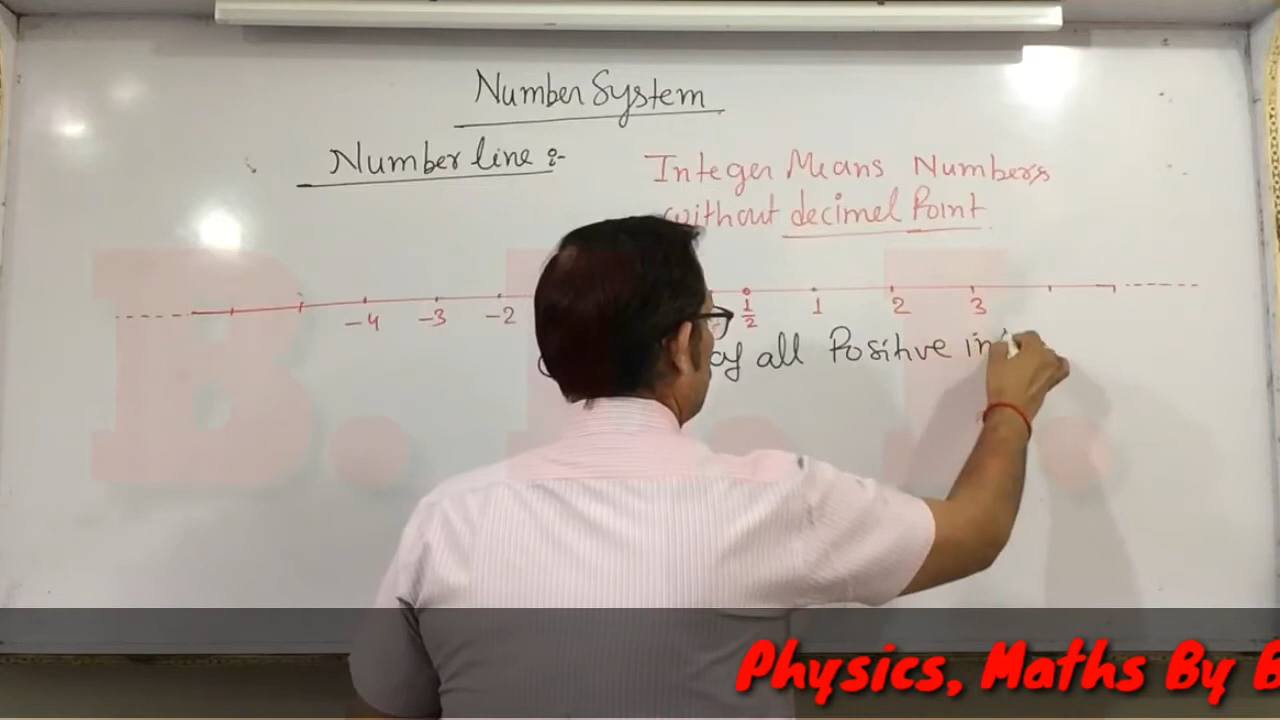 Number System
Number line :-
Integer Means Numbers
without decimel Point
-4 -3 -2 1/2 1 2 3
of all Positive in
B.
Physics, Maths By B